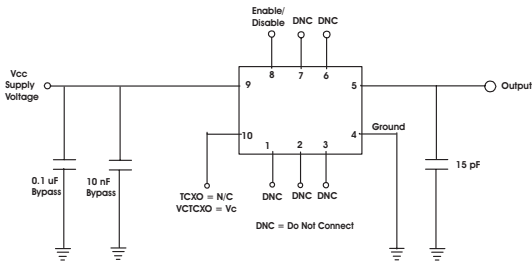 Enable/
Disable
DNC DNC
8 7 6
Vcc
Supply
Voltage
9
5
Output
10
4
Ground
1 2 3
0.1 uF
Bypass
10 nF
Bypass
15 pF
TCXO = N/C
VCTCXO = Vc
DNC DNC DNC
DNC = Do Not Connect